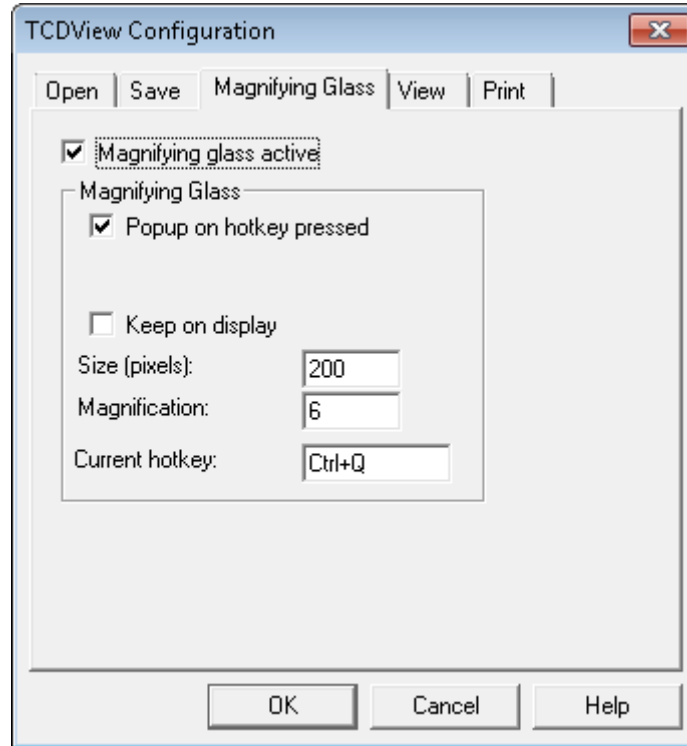 TCDView Configuration
Open Save Magnifying Glass View Print
Magnifying glass active
Magnifying Glass
Popup on hotkey pressed
Keep on display
Size (pixels): 200
Magnification: 6
Current hotkey: Ctrl+Q
OK Cancel Help